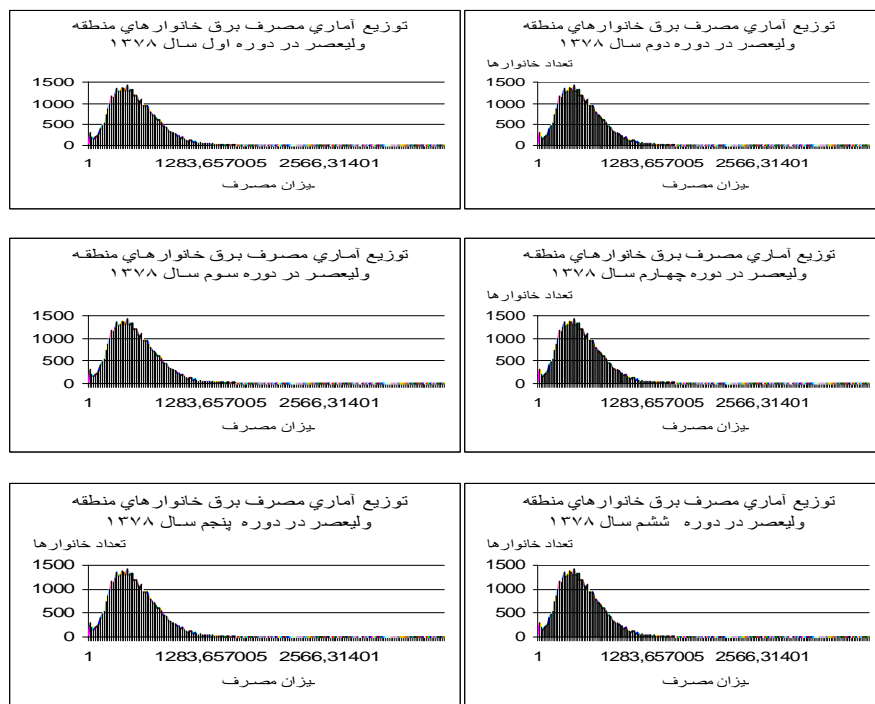 توزيع آماري مصرف برق خانوارهاي منطقه
وليعصر در دوره اول سال ۱۳۷۸
1500
1000
500
0
1 1283,657005 2566,31401
ـيزان مصرف
توزيع آماري مصرف برق خانوارهاي منطقه
وليعصر در دوره دوم سال ۱۳۷۸
تعداد خانوارها
1500
1000
500
0
1 1283,657005 2566,31401
ـيزان مصرف
توزيع آماري مصرف برق خانوارهاي منطقه
وليعصر در دوره سوم سال ۱۳۷۸
1500
1000
500
0
1 1283,657005 2566,31401
ـيزان مصرف
توزيع آماري مصرف برق خانوارهاي منطقه
وليعصر در دوره چهارم سال ۱۳۷۸
تعداد خانوارها
1500
1000
500
0
1 1283,657005 2566,31401
ـيزان مصرف
توزيع آماري مصرف برق خانوارهاي منطقه
وليعصر در دوره پنجم سال ۱۳۷۸
تعداد خانوارها
1500
1000
500
0
1 1283,657005 2566,31401
ـيزان مصرف
توزيع آماري مصرف برق خانوارهاي منطقه
وليعصر در دوره ششم سال ۱۳۷۸
تعداد خانوارها
1500
1000
500
0
1 1283,657005 2566,31401
ـيزان مصرف